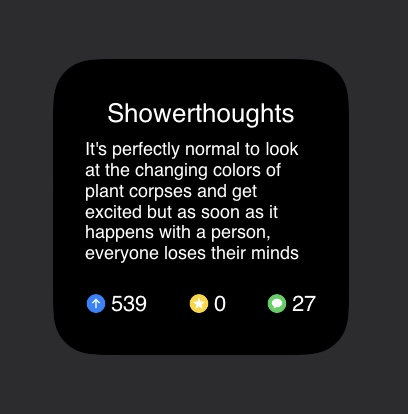 Showerthoughts
It's perfectly normal to look
at the changing colors of
plant corpses and get
excited but as soon as it
happens with a person,
everyone loses their minds
539 0 27